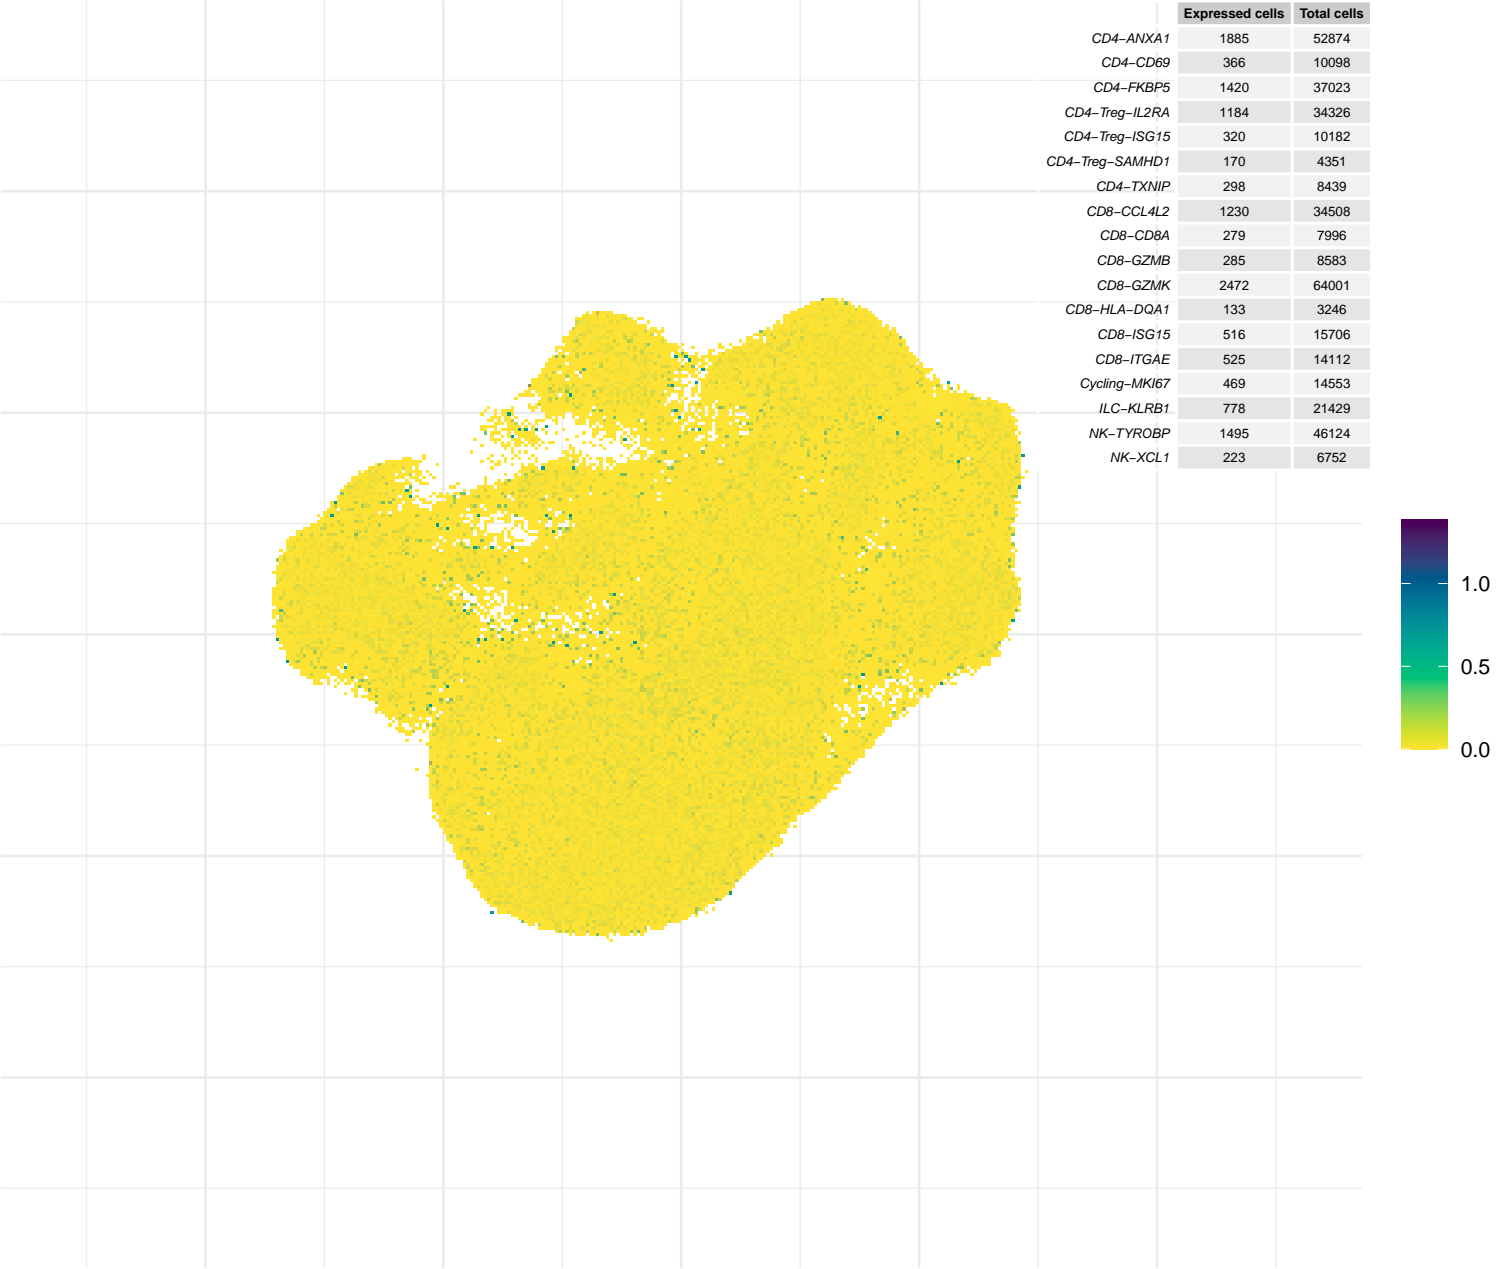 Expressed cells Total cells
CD4−ANXA1 1885 52874
CD4−CD69 366 10098
CD4−FKBP5 1420 37023
CD4−Treg−IL2RA 1184 34326
CD4−Treg−ISG15 320 10182
CD4−Treg−SAMHD1 170 4351
CD4−TXNIP 298 8439
CD8−CCL4L2 1230 34508
CD8−CD8A 279 7996
CD8−GZMB 285 8583
CD8−GZMK 2472 64001
CD8−HLA−DQA1 133 3246
CD8−ISG15 516 15706
CD8−ITGAE 525 14112
Cycling−MKI67 469 14553
ILC−KLRB1 778 21429
NK−TYROBP 1495 46124
NK−XCL1 223 6752
1.0
0.5
0.0